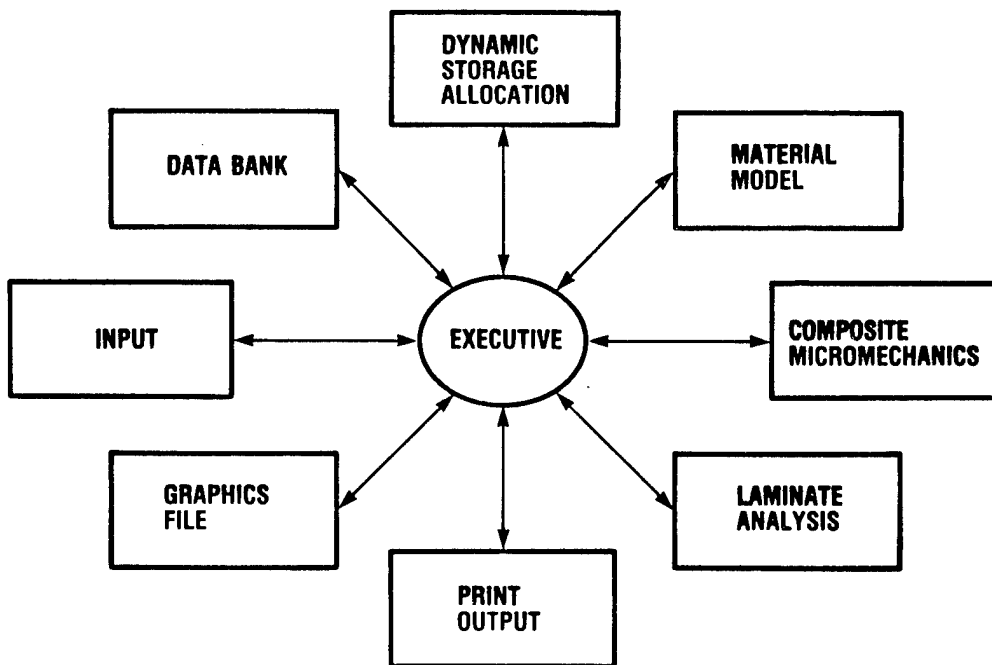 DYNAMIC
STORAGE
ALLOCATION
DATA BANK
MATERIAL
MODEL
INPUT
EXECUTIVE
COMPOSITE
MICROMECHANICS
GRAPHICS
FILE
LAMINATE
ANALYSIS
PRINT
OUTPUT